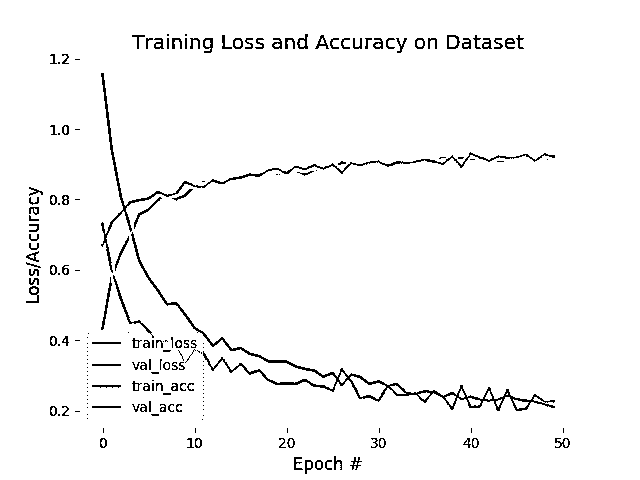 Training Loss and Accuracy on Dataset
1.2
1.0
0.8
0.6
0.4
0.2
Loss/Accuracy
train_loss
val_loss
train_acc
val_acc
0 10 20 30 40 50
Epoch #